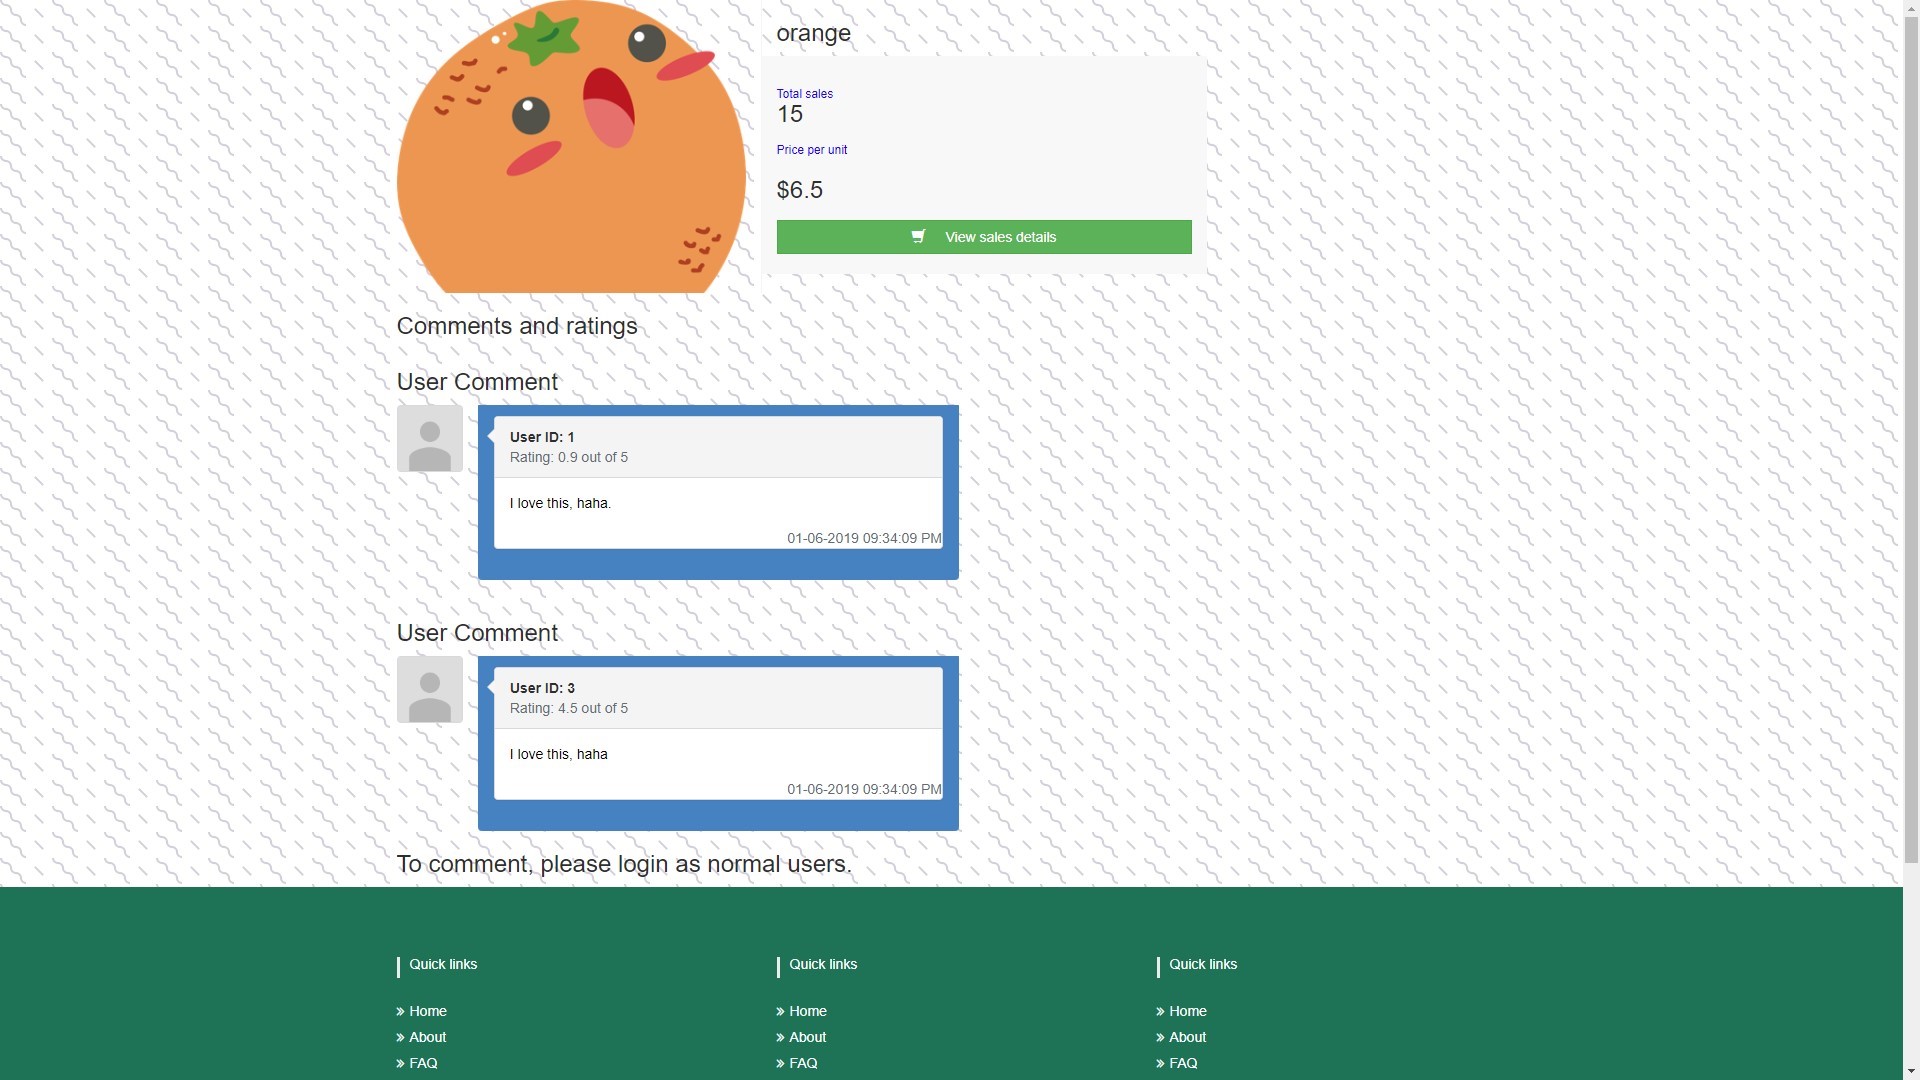 orange
Total sales
15
Price per unit
$6.5
View sales details
Comments and ratings
User Comment
User ID: 1
Rating: 0.9 out of 5
I love this, haha.
01-06-2019 09:34:09 PM
User Comment
User ID: 3
Rating: 4.5 out of 5
I love this, haha
01-06-2019 09:34:09 PM
To comment, please login as normal users.
Quick links
Home
About
FAQ
Quick links
Home
About
FAQ
Quick links
Home
About
FAQ